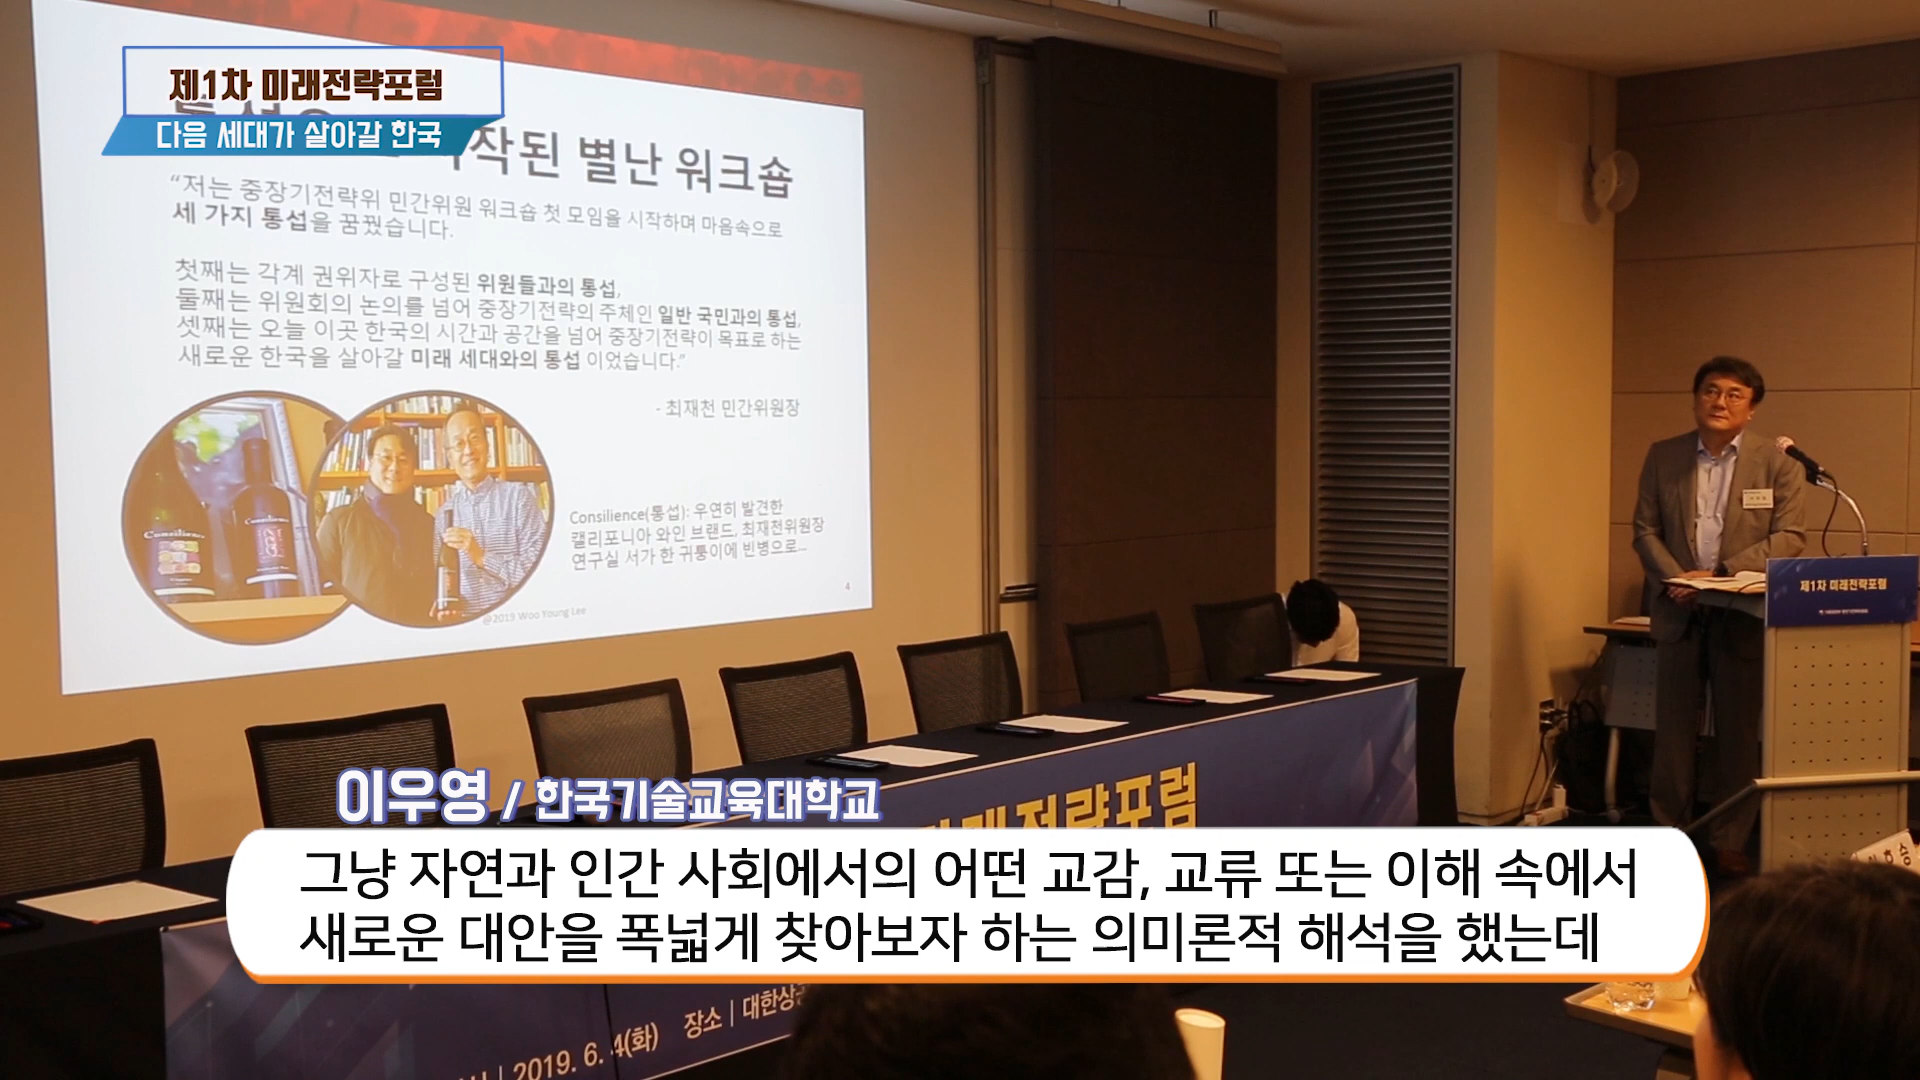 제1차 미래전략포럼
다음 세대가 살아갈 한국
작된 별난 워크숍
“저는 중장기전략위 민간위원 워크숍 첫 모임을 시작하며 마음속으로
세 가지 통섭을 꿈꿨습니다.
첫째는 각계 권위자로 구성된 위원들과의 통섭,
둘째는 위원회의 논의를 넘어 중장기전략의 주체인 일반 국민과의 통섭,
셋째는 오늘 이곳 한국의 시간과 공간을 넘어 중장기전략이 목표로 하는
새로운 한국을 살아갈 미래 세대와의 통섭 이었습니다.”
- 최재천 민간위원장
Consilience
Consilience
Consilience(통섭): 우연히 발견한
캘리포니아 와인 브랜드, 최재천위원장
연구실 서가 한 귀퉁이에 빈병으로...
4
@2019 Woo Young Lee
제1차 미래전략포럼
미래전략포럼
이우영 / 한국기술교육대학교
그냥 자연과 인간 사회에서의 어떤 교감, 교류 또는 이해 속에서
새로운 대안을 폭넓게 찾아보자 하는 의미론적 해석을 했는데
2019. 6. 4(화) 장소 | 대한상